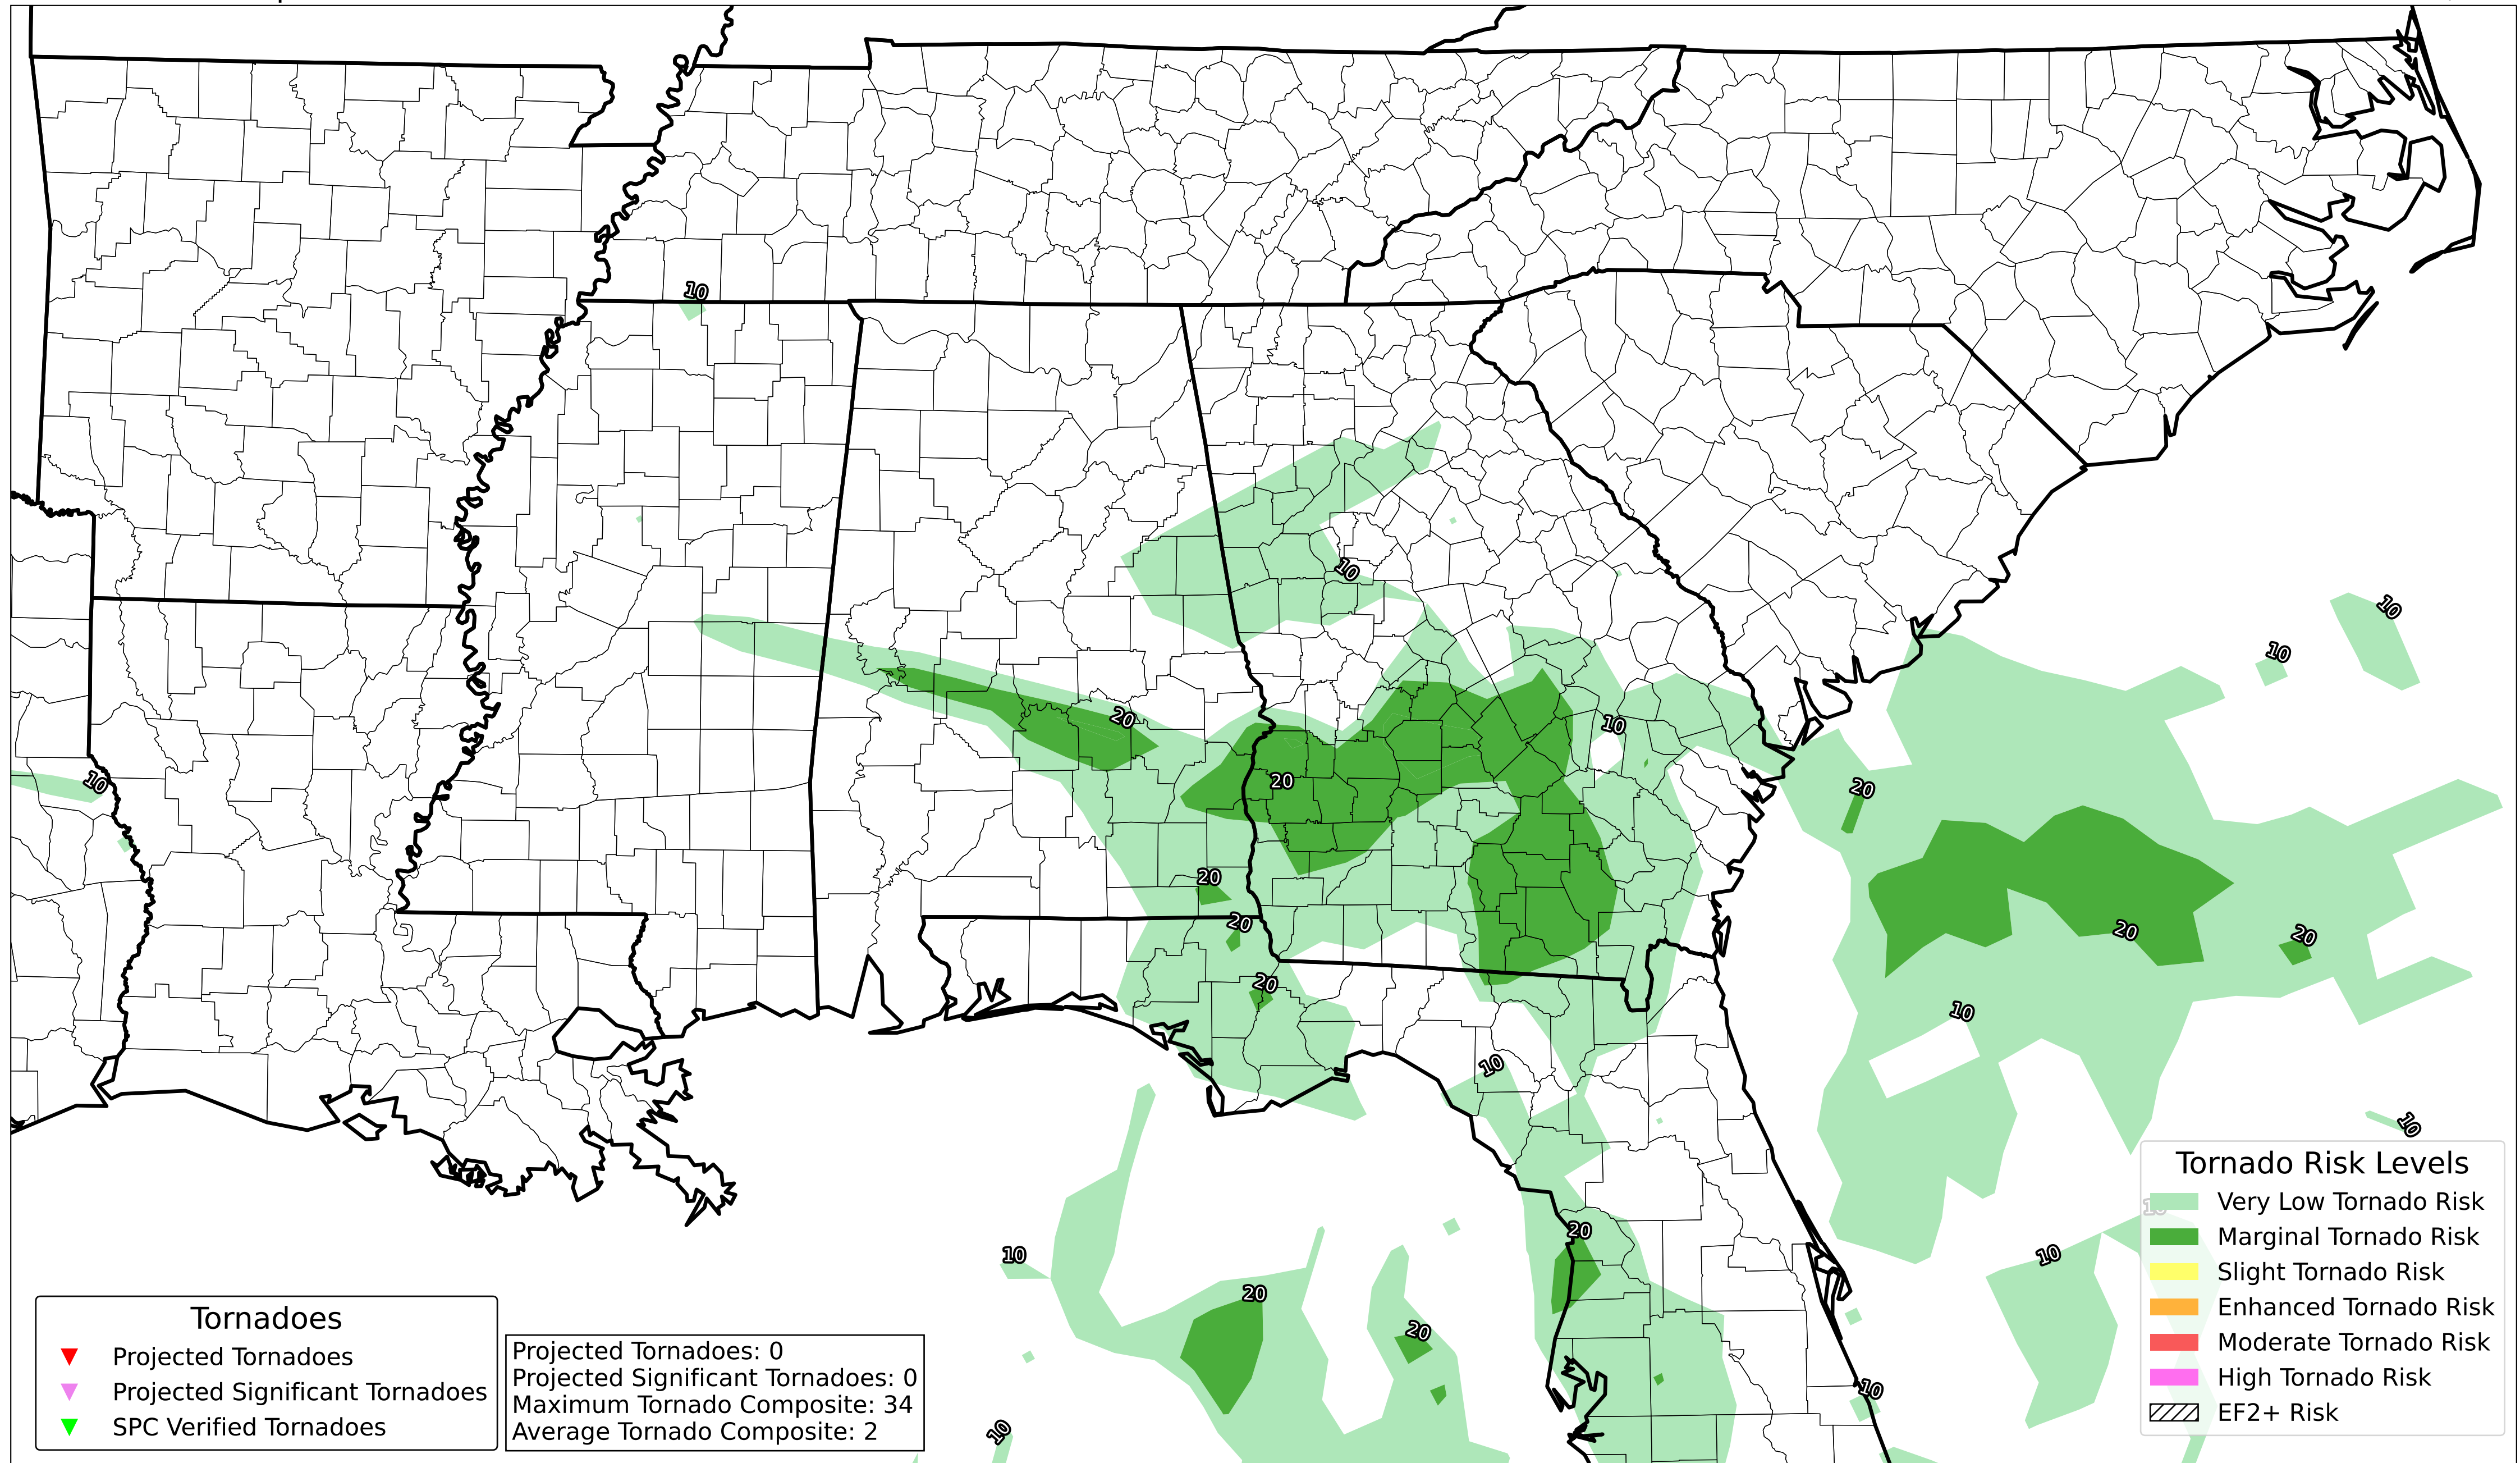 10
10
10
10
20
10
10
20
20
10
20
20
20
20
20
10
10
10
20
10
10
20
20
10
10
10
Tornadoes
Projected Tornadoes
Projected Significant Tornadoes
SPC Verified Tornadoes
Projected Tornadoes: 0
Projected Significant Tornadoes: 0
Maximum Tornado Composite: 34
Average Tornado Composite: 2
Tornado Risk Levels
Very Low Tornado Risk
Marginal Tornado Risk
Slight Tornado Risk
Enhanced Tornado Risk
Moderate Tornado Risk
High Tornado Risk
EF2+ Risk